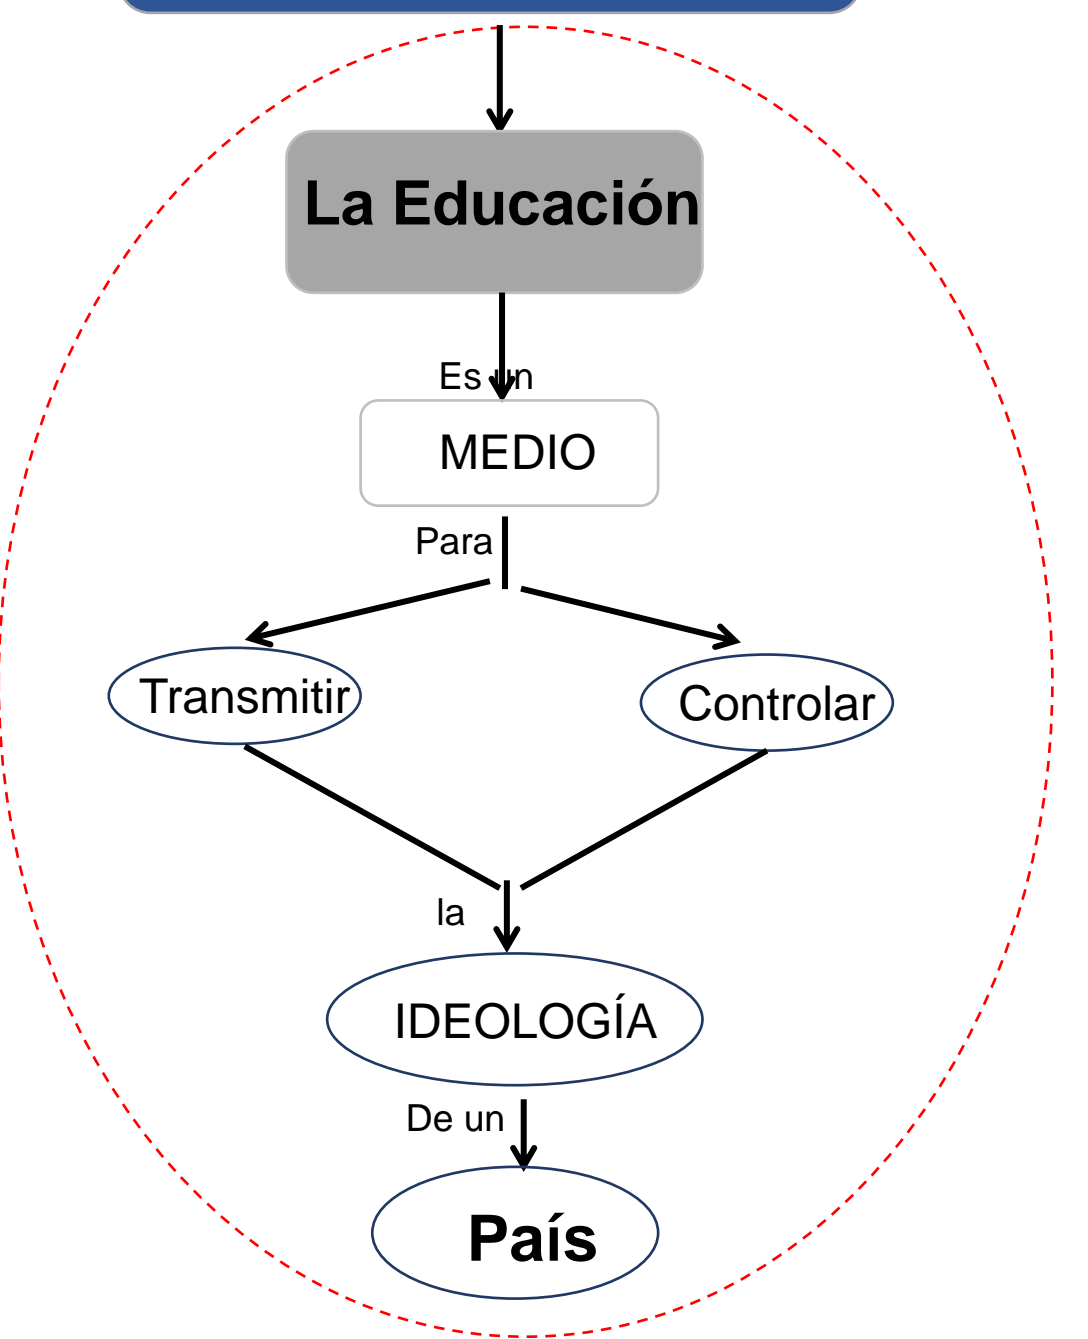 La Educación
Es un
MEDIO
Para
Transmitir
Controlar
la
IDEOLOGÍA
De un
País